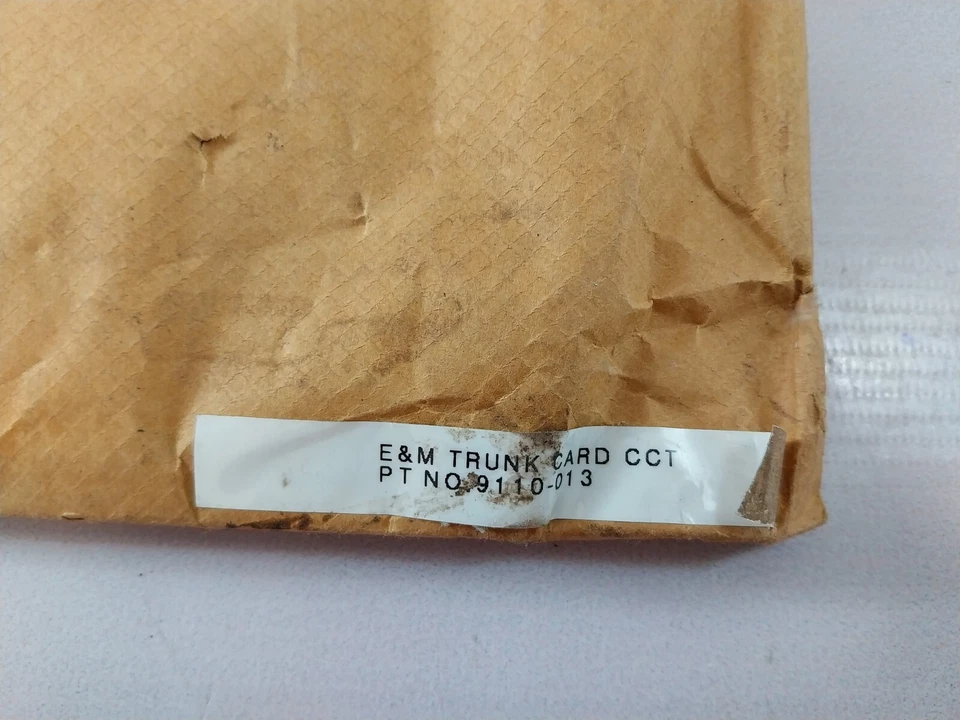 E&M TRUNK CARD CCT
PT NO 9110-013